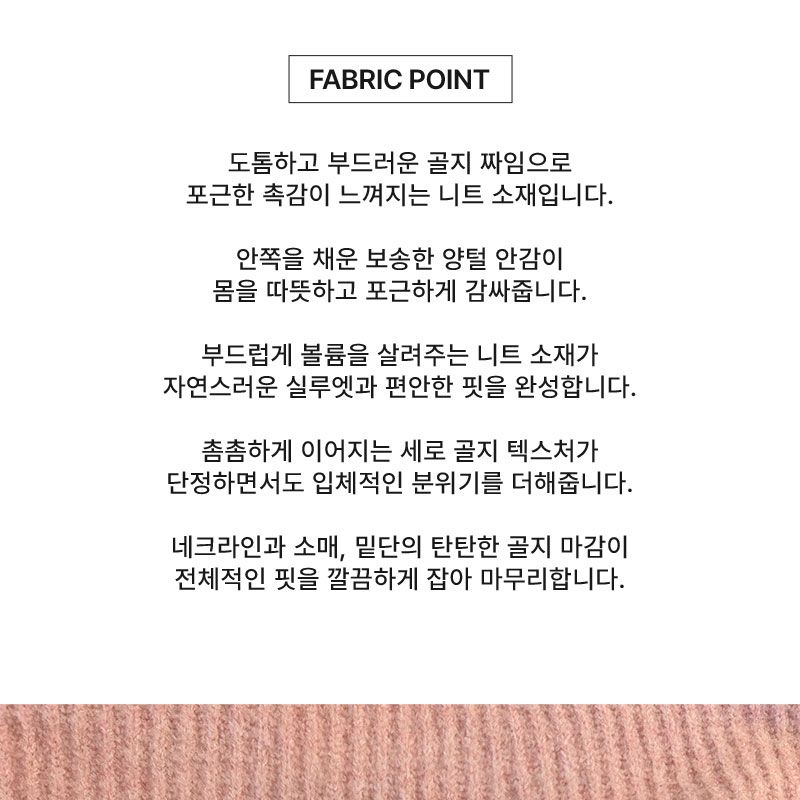 FABRIC POINT
도톰하고 부드러운 골지 짜임으로
포근한 촉감이 느껴지는 니트 소재입니다.
안쪽을 채운 보송한 양털 안감이
몸을 따뜻하고 포근하게 감싸줍니다.
부드럽게 볼륨을 살려주는 니트 소재가
자연스러운 실루엣과 편안한 핏을 완성합니다.
촘촘하게 이어지는 세로 골지 텍스처가
단정하면서도 입체적인 분위기를 더해줍니다.
네크라인과 소매, 밑단의 탄탄한 골지 마감이
전체적인 핏을 깔끔하게 잡아 마무리합니다.